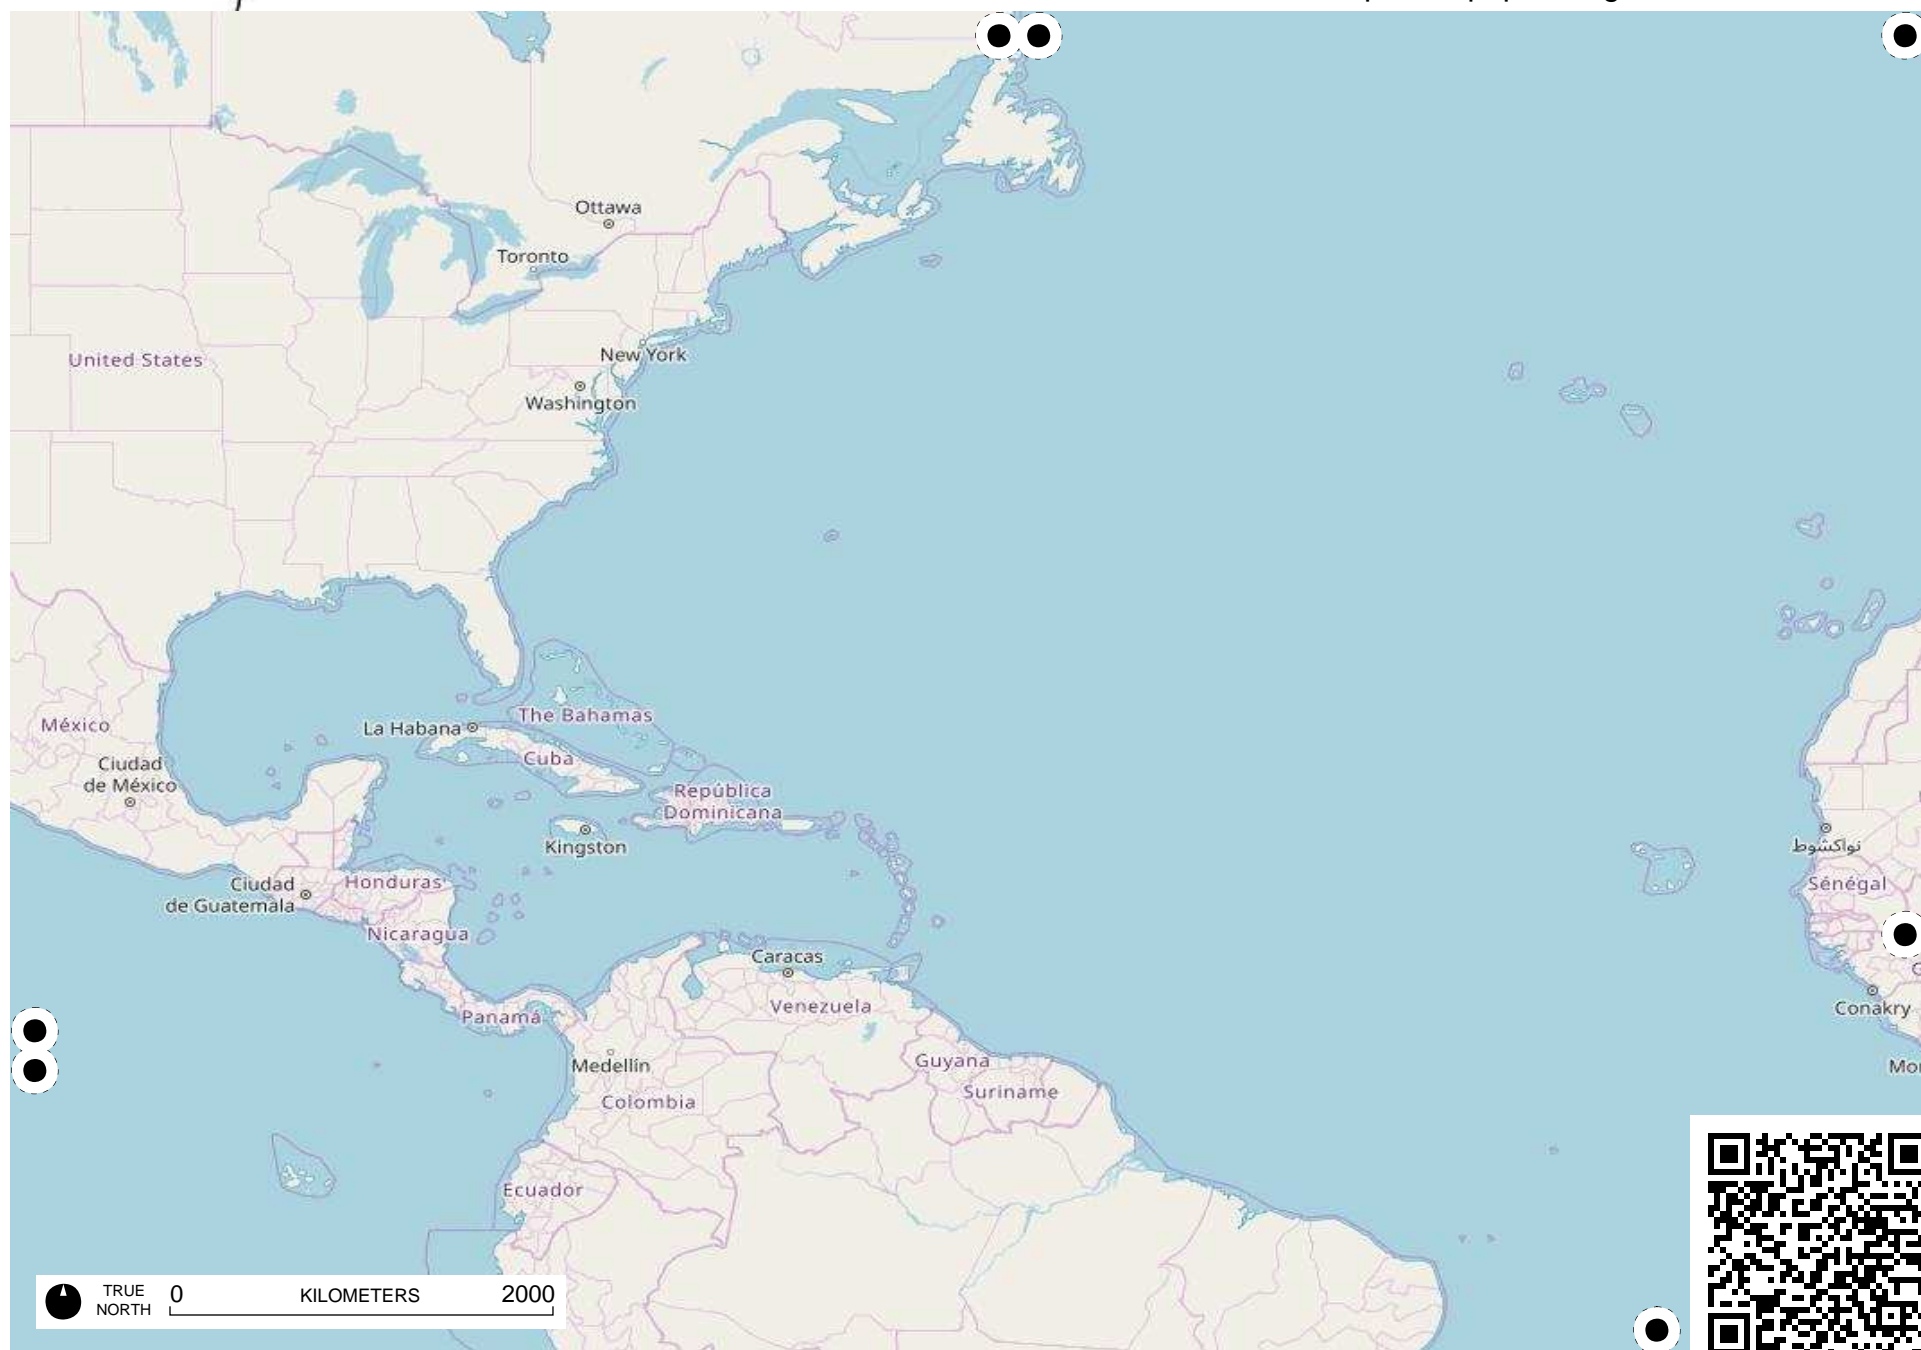 Ottawa
Toronto
United States
New York
Washington
México
La Habana
The Bahamas
Cuba
Ciudad
de México
República
Dominicana
Kingston
نواكشوط
Ciudad
de Guatemala
Honduras
Sénégal
Nicaragua
Caracas
Venezuela
Panamá
Conakry
Medellín
Guyana
Suriname
Colombia
Ecuador
TRUE
NORTH
0 KILOMETERS 2000